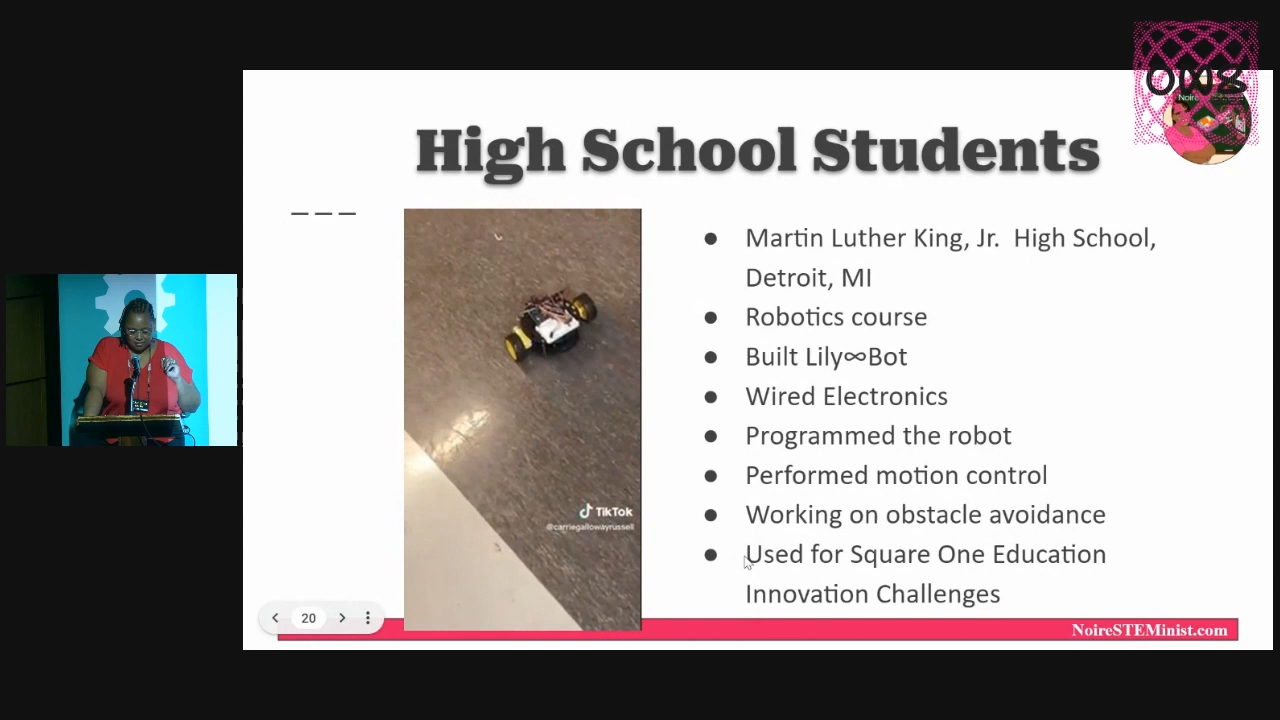 OWS
Noire
High School Students
Martin Luther King, Jr. High School,
Detroit, MI
Robotics course
Built Lily∞Bot
Wired Electronics
Programmed the robot
Performed motion control
Working on obstacle avoidance
Used for Square One Education
Innovation Challenges
TikTok
@carriegallowayrussell
20
NoireSTEMinist.com